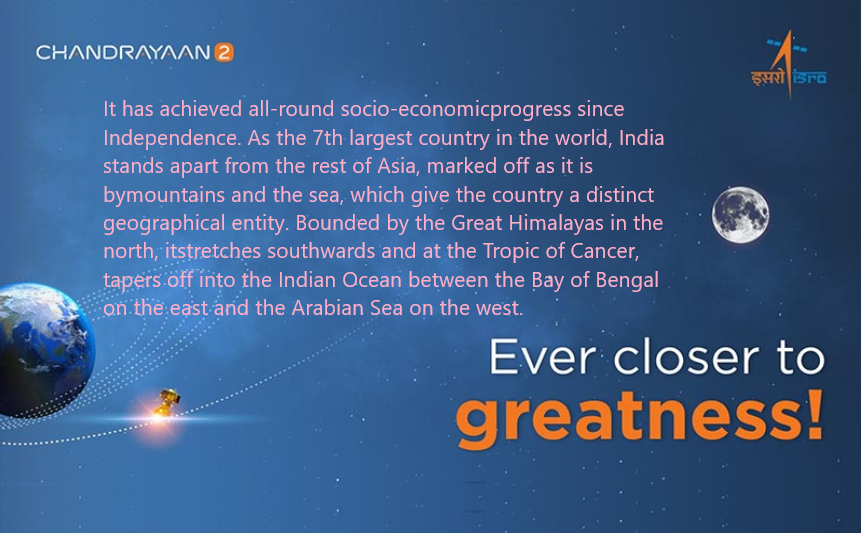 CHANDRAYAAN 2
इसरो isro
It has achieved all-round socio-economicprogress since
Independence. As the 7th largest country in the world, India
stands apart from the rest of Asia, marked off as it is
bymountains and the sea, which give the country a distinct
geographical entity. Bounded by the Great Himalayas in the
north, itstretches southwards and at the Tropic of Cancer,
tapers off into the Indian Ocean between the Bay of Bengal
on the east and the Arabian Sea on the west.
Ever closer to
greatness!